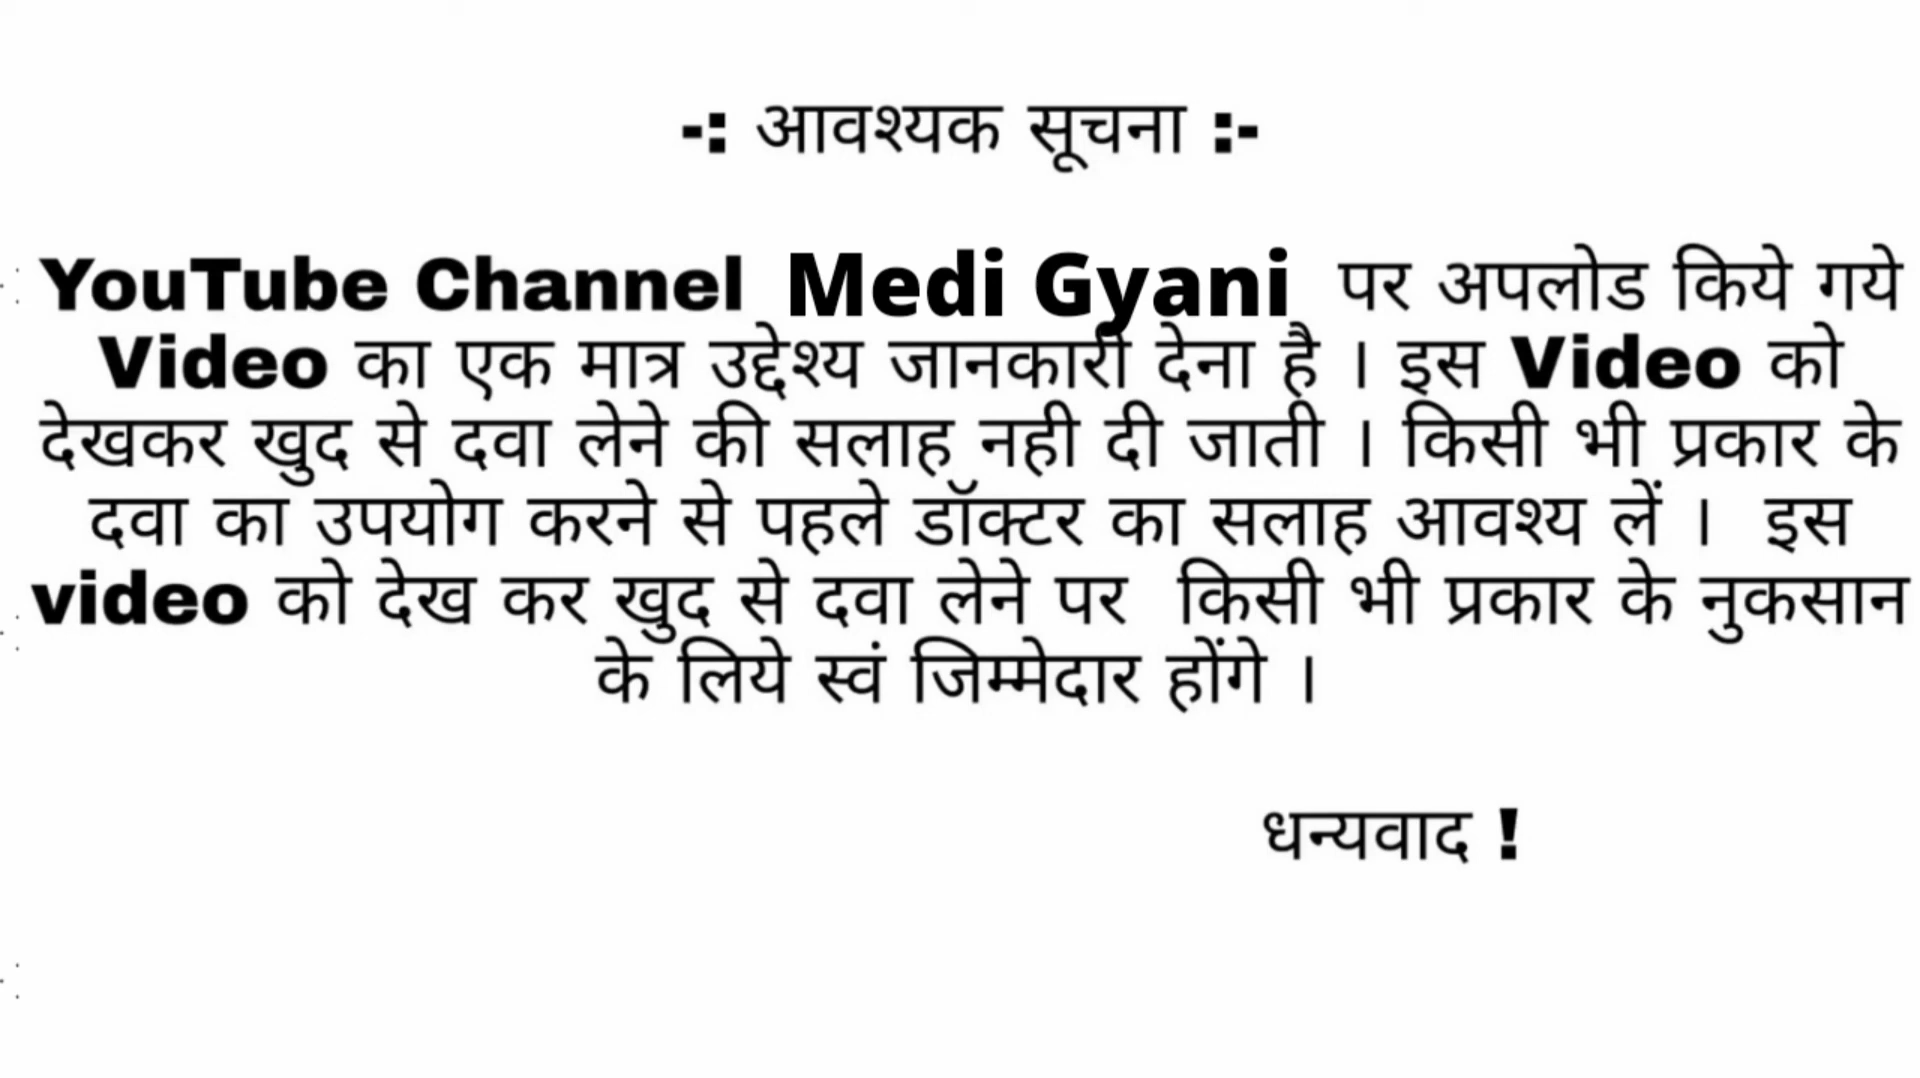 -: आवश्यक सूचना :-
YouTube Channel Medi Gyani पर अपलोड किये गये
Video का एक मात्र उद्देश्य जानकारी देना है । इस Video को
देखकर खुद से दवा लेने की सलाह नही दी जाती । किसी भी प्रकार के
दवा का उपयोग करने से पहले डॉक्टर का सलाह आवश्य लें । इस
video को देख कर खुद से दवा लेने पर किसी भी प्रकार के नुकसान
के लिये स्वं जिम्मेदार होंगे ।
धन्यवाद !